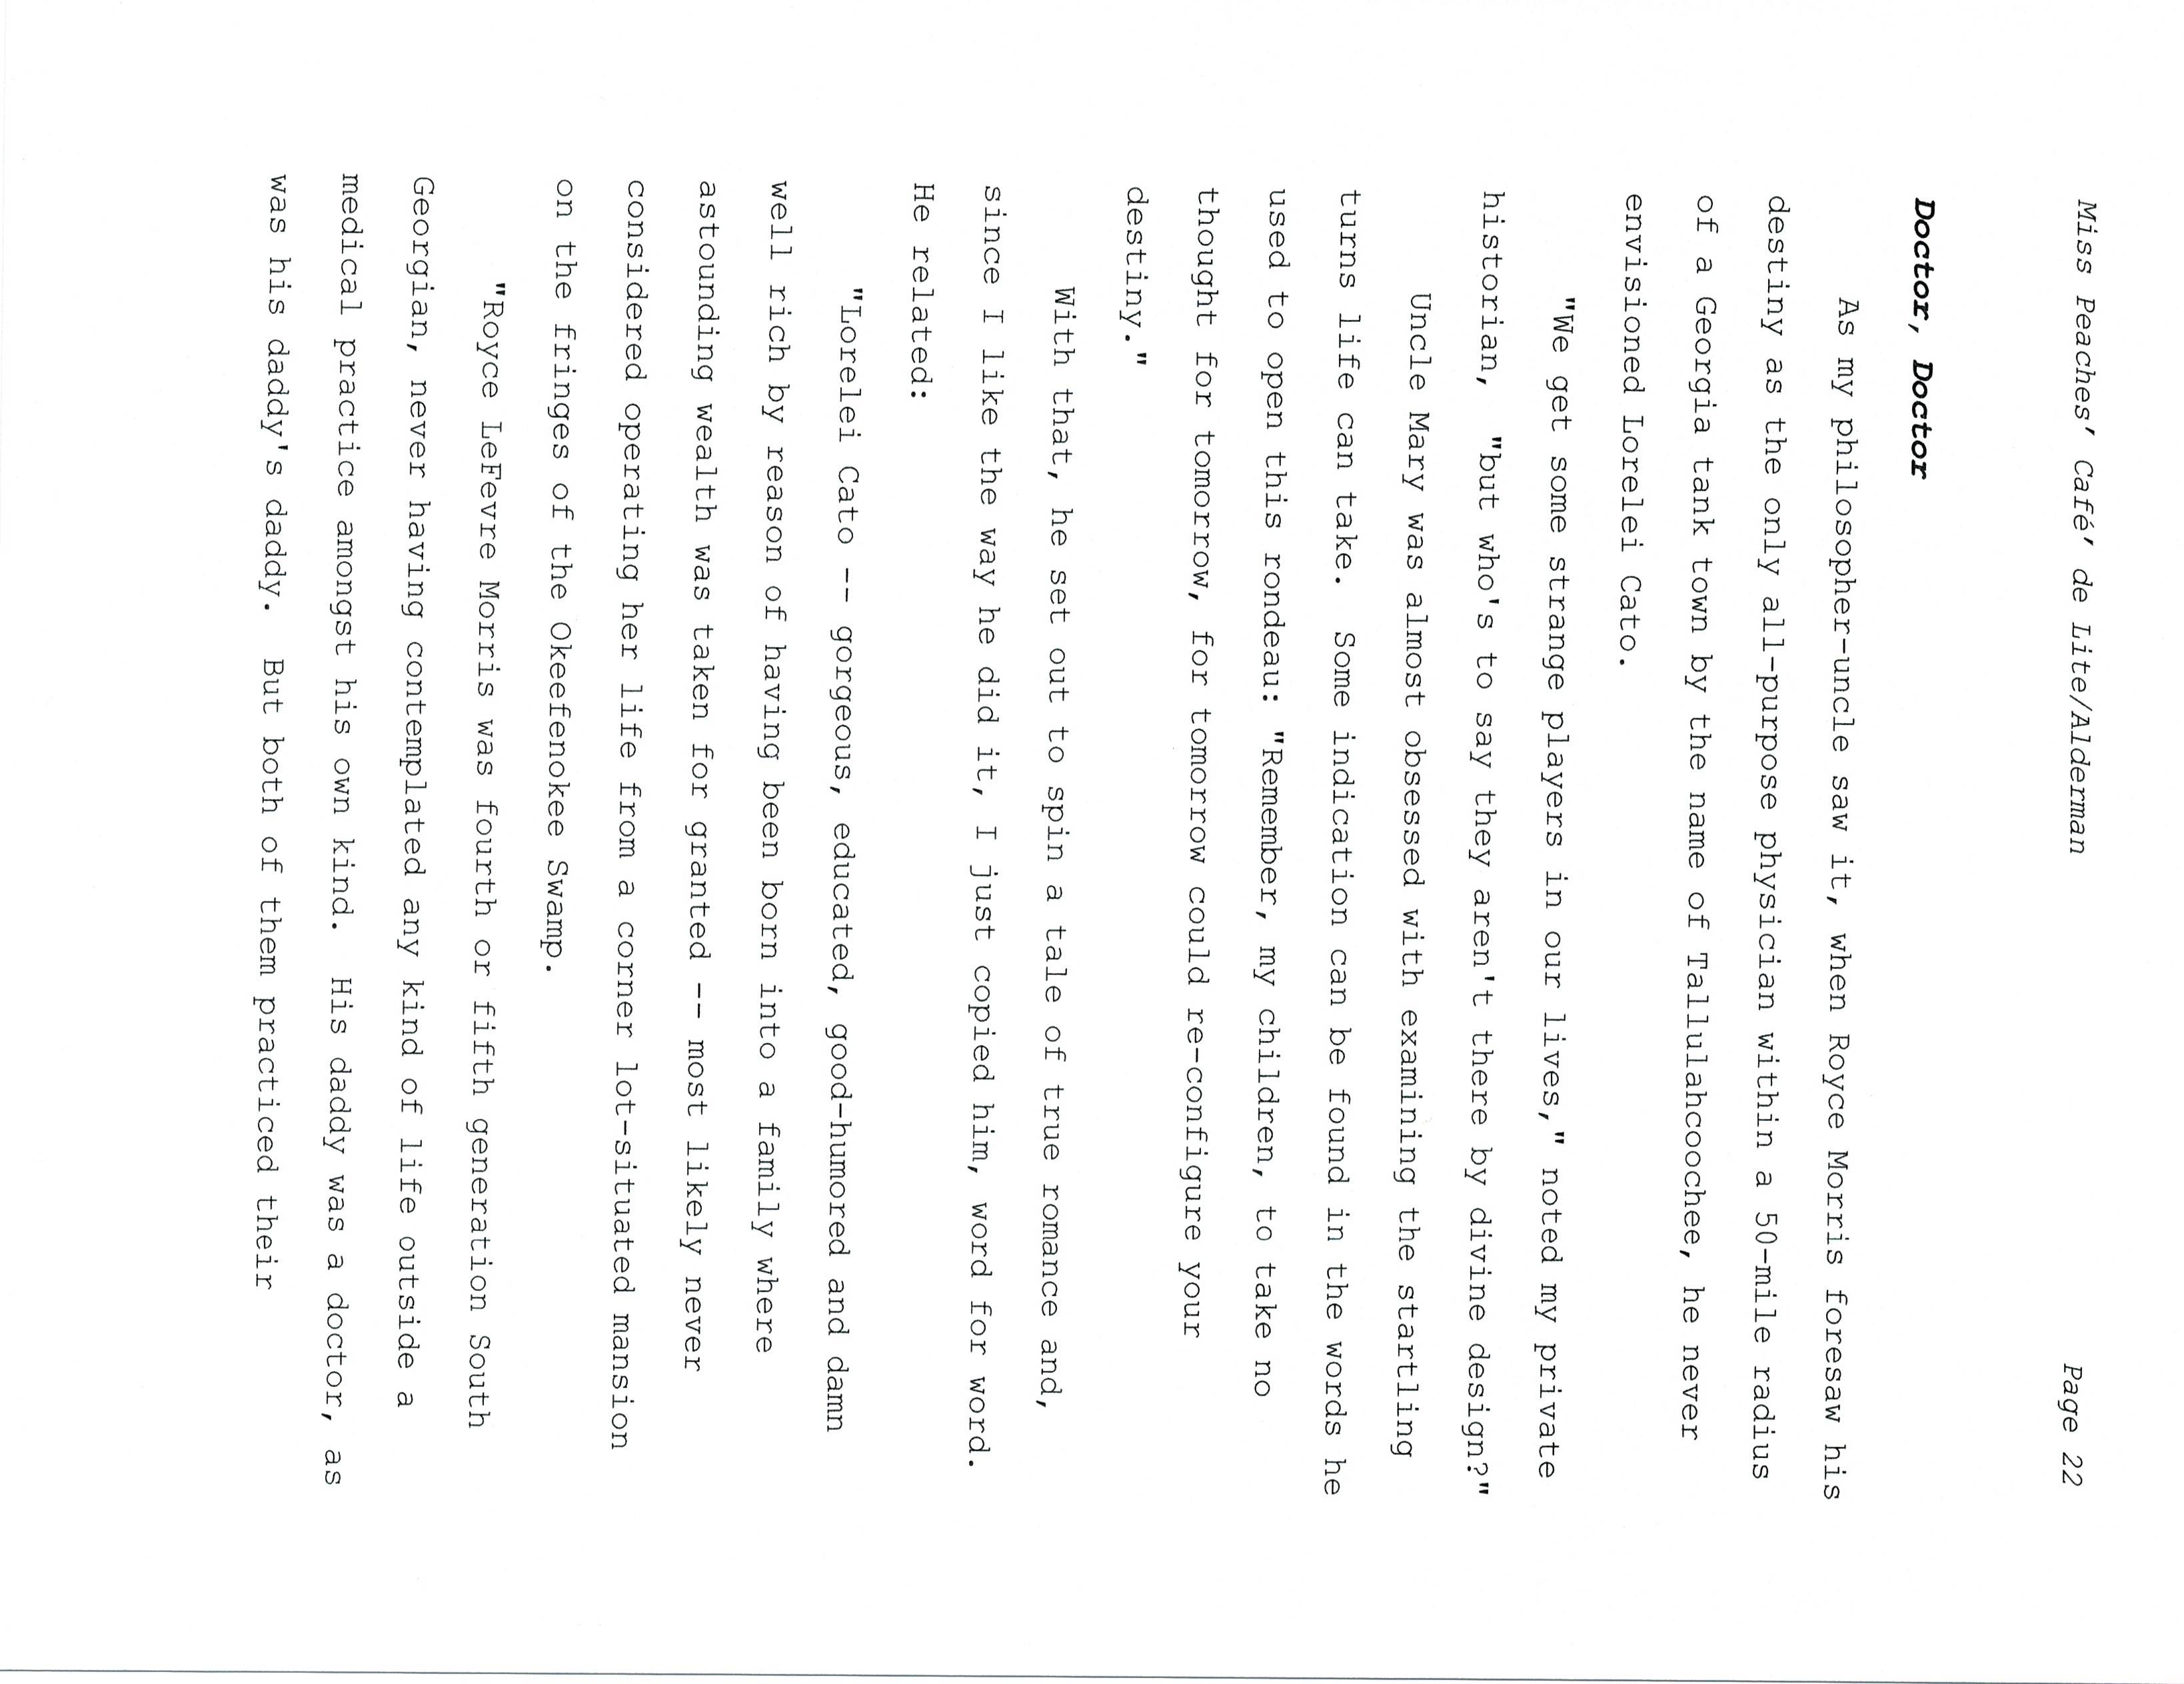 Miss Peaches' Café' de Lite/Alderman Page 22
Doctor, Doctor
As my philosopher-uncle saw it, when Royce Morris foresaw his
destiny as the only all-purpose physician within a 50-mile radius
of a Georgia tank town by the name of Tallulahcoochee, he never
envisioned Lorelei Cato.
"We get some strange players in our lives," noted my private
historian, "but who's to say they aren't there by divine design?"
Uncle Mary was almost obsessed with examining the startling
turns life can take. Some indication can be found in the words he
used to open this rondeau: "Remember, my children, to take no
thought for tomorrow, for tomorrow could re-configure your
destiny."
With that, he set out to spin a tale of true romance and,
since I like the way he did it, I just copied him, word for word.
He related:
"Lorelei Cato -- gorgeous, educated, good-humored and damn
well rich by reason of having been born into a family where
astounding wealth was taken for granted -- most likely never
considered operating her life from a corner lot-situated mansion
on the fringes of the Okeefenokee Swamp.
"Royce LeFevre Morris was fourth or fifth generation South
Georgian, never having contemplated any kind of life outside a
medical practice amongst his own kind. His daddy was a doctor, as
was his daddy's daddy. But both of them practiced their